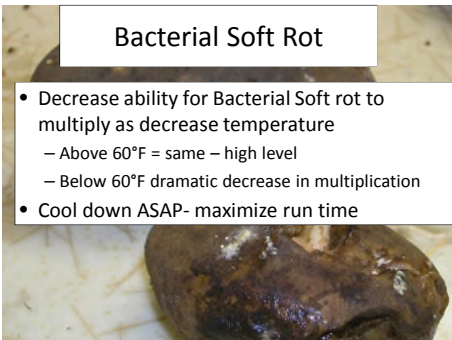 Bacterial Soft Rot
• Decrease ability for Bacterial Soft rot to
multiply as decrease temperature
– Above 60°F = same – high level
– Below 60°F dramatic decrease in multiplication
• Cool down ASAP- maximize run time